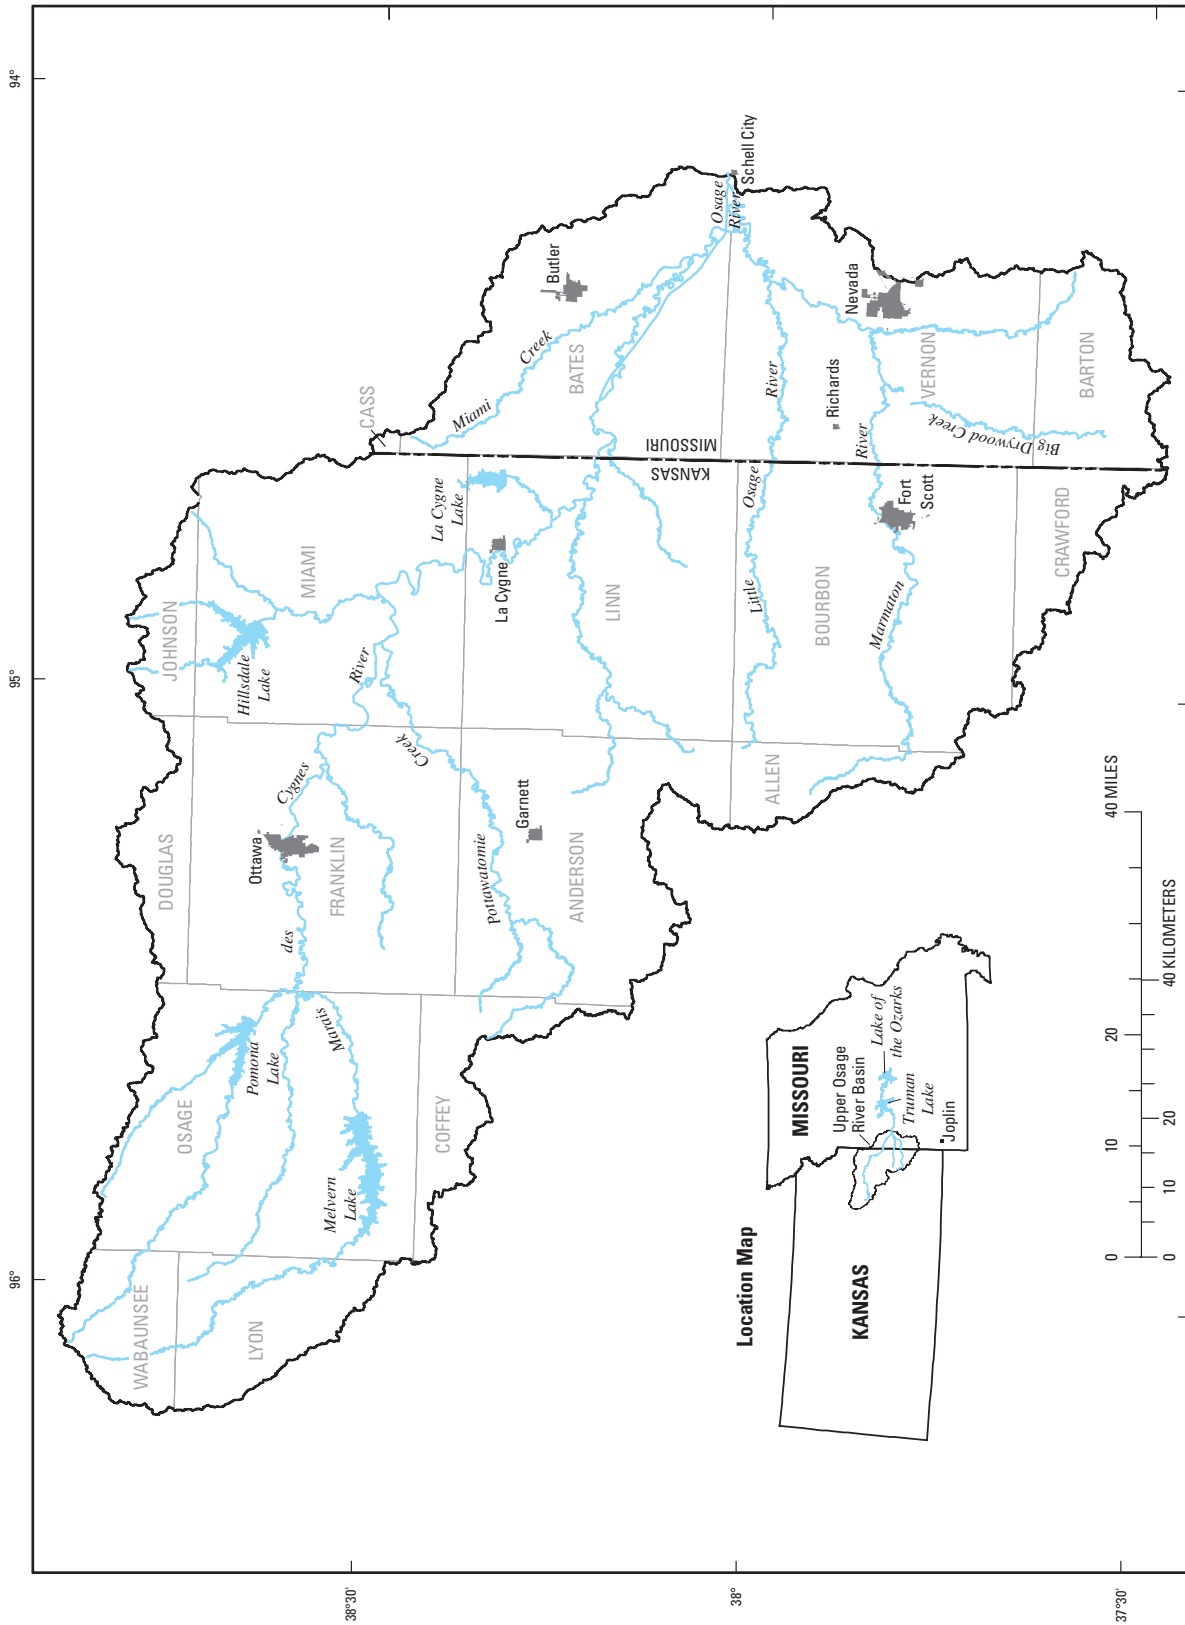 94°
95°
96°
38°30'
38°
37°30'
CASS
Butler
BATES
Creek
Miami
Osage
River
Schell City
MISSOURI
KANSAS
Nevada
VERNON
Richards
BARTON
Big Drywood Creek
River
River
Osage
Little
Fort
Scott
CRAWFORD
BOURBON
Marmaton
La Cygne
Lake
La Cygne
LINN
MIAMI
JOHNSON
Hillsdale
Lake
River
Creek
Cygnes
DOUGLAS
Ottawa
FRANKLIN
Garnett
ANDERSON
Pottawatomie
ALLEN
des
Marais
Pomona
Lake
OSAGE
COFFEY
Melvern
Lake
WABAUNSEE
LYON
Location Map
KANSAS
MISSOURI
Upper Osage
River Basin
Lake of
the Ozarks
Truman
Lake
Joplin
0 10 20 40 MILES
0 10 20 40 KILOMETERS